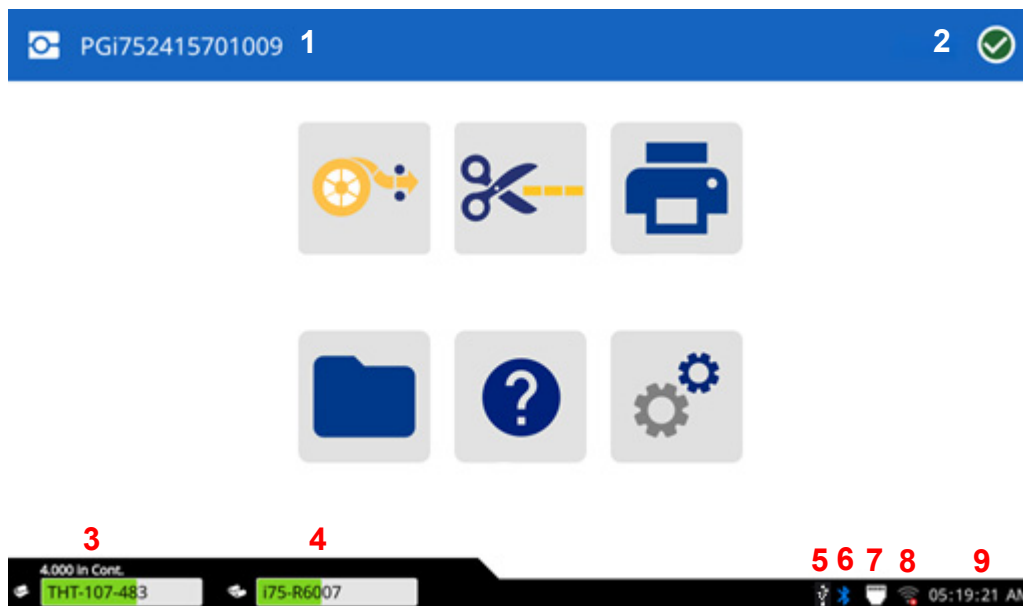 PGi752415701009 1 2
3 4
4.000 in Cont.
THT-107-483 i75-R6007
5 6 7 8 9
05:19:21 AM